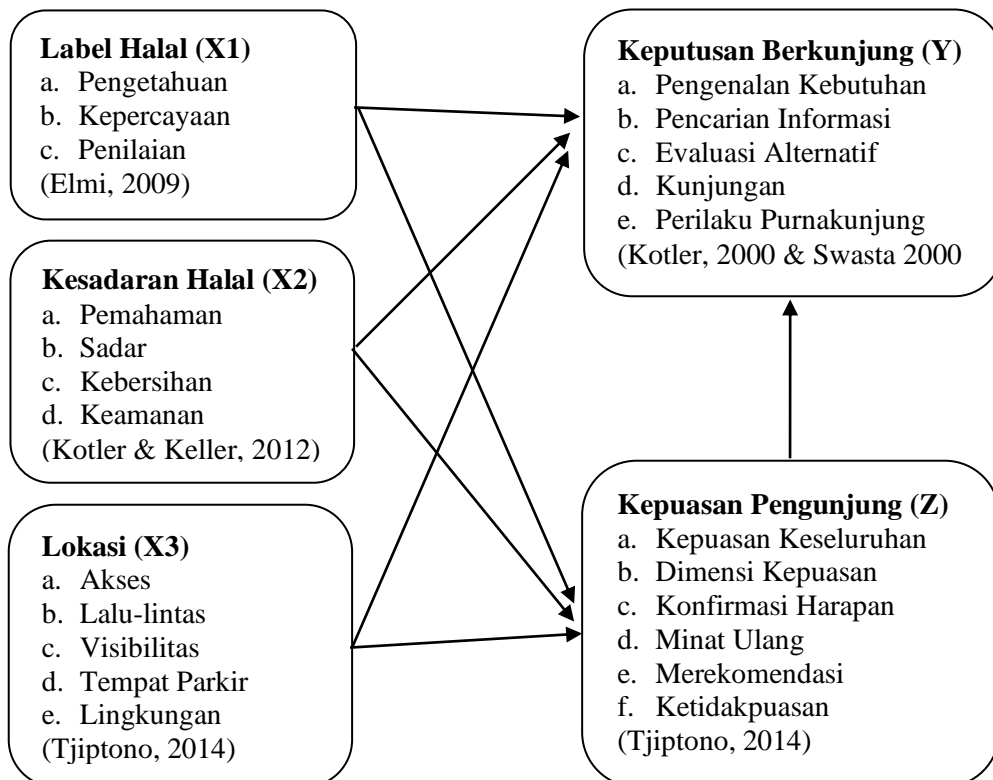 Label Halal (X1)
a. Pengetahuan
b. Kepercayaan
c. Penilaian
(Elmi, 2009)
Kesadaran Halal (X2)
a. Pemahaman
b. Sadar
c. Kebersihan
d. Keamanan
(Kotler & Keller, 2012)
Lokasi (X3)
a. Akses
b. Lalu-lintas
c. Visibilitas
d. Tempat Parkir
e. Lingkungan
(Tjiptono, 2014)
Keputusan Berkunjung (Y)
a. Pengenalan Kebutuhan
b. Pencarian Informasi
c. Evaluasi Alternatif
d. Kunjungan
e. Perilaku Purnakunjung
(Kotler, 2000 & Swasta 2000
Kepuasan Pengunjung (Z)
a. Kepuasan Keseluruhan
b. Dimensi Kepuasan
c. Konfirmasi Harapan
d. Minat Ulang
e. Merekomendasi
f. Ketidakpuasan
(Tjiptono, 2014)